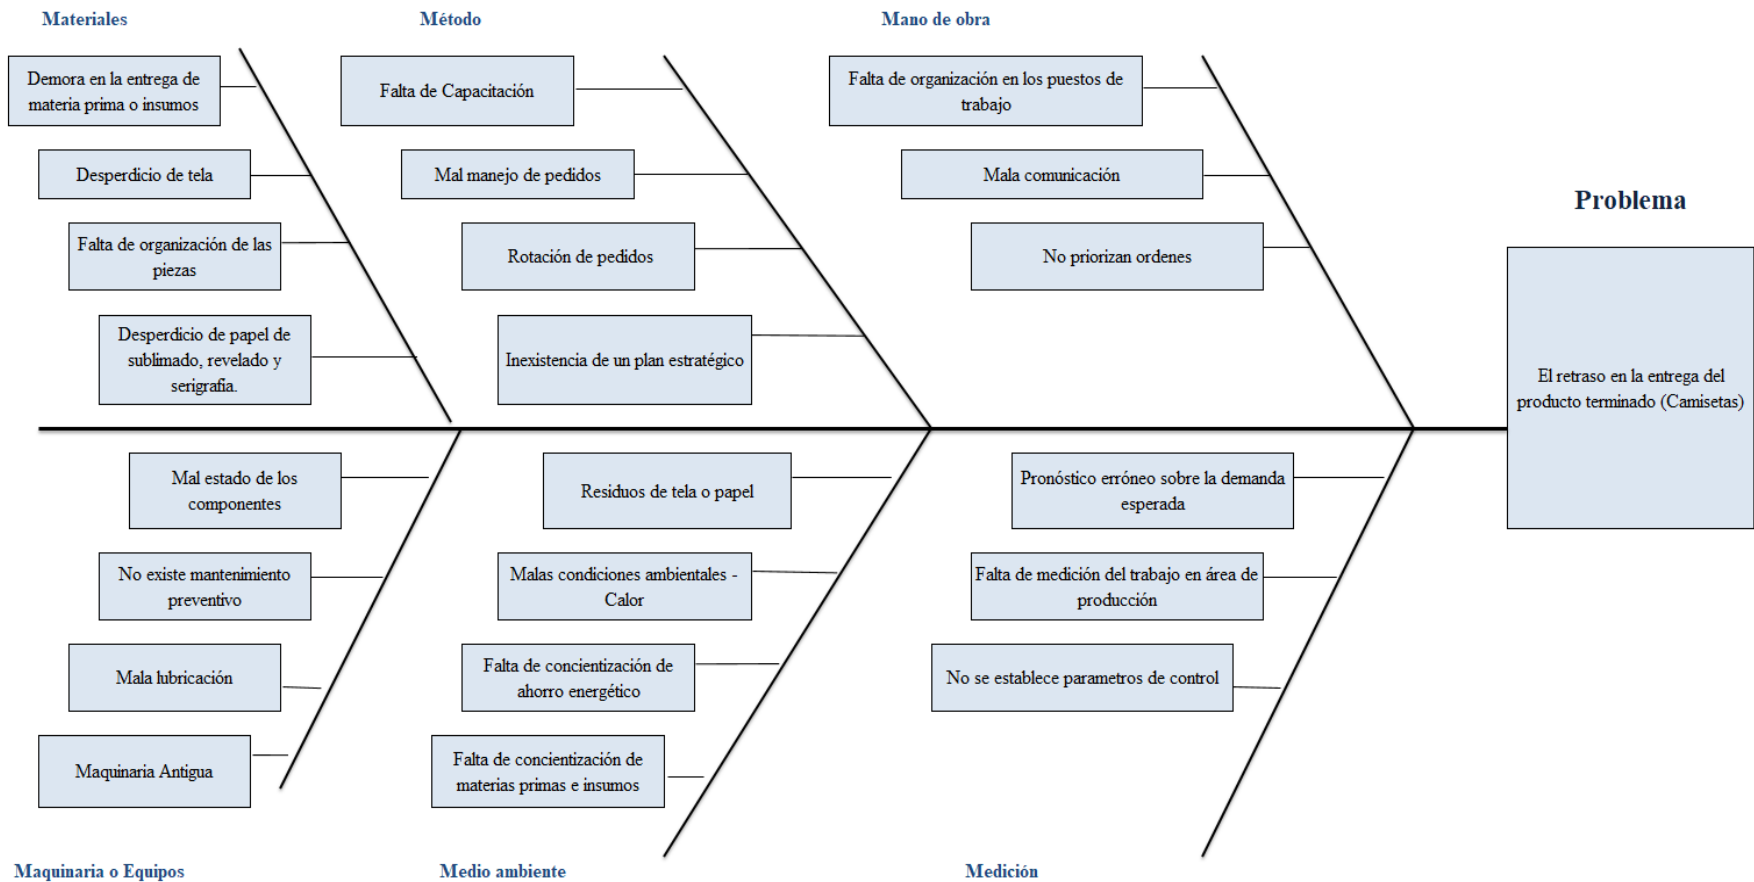 Materiales
Método
Mano de obra
Demora en la entrega de
materia prima o insumos
Desperdicio de tela
Falta de organización de las
piezas
Desperdicio de papel de
sublimado, revelado y
serigrafía.
Falta de Capacitación
Mal manejo de pedidos
Rotación de pedidos
Inexistencia de un plan estratégico
Falta de organización en los puestos de
trabajo
Mala comunicación
No priorizan ordenes
Problema
El retraso en la entrega del
producto terminado (Camisetas)
Mal estado de los
componentes
No existe mantenimiento
preventivo
Mala lubricación
Maquinaria Antigua
Residuos de tela o papel
Malas condiciones ambientales -
Calor
Falta de concientización de
ahorro energético
Falta de concientización de
materias primas e insumos
Pronóstico erróneo sobre la demanda
esperada
Falta de medición del trabajo en área de
producción
No se establece parametros de control
Maquinaria o Equipos
Medio ambiente
Medición